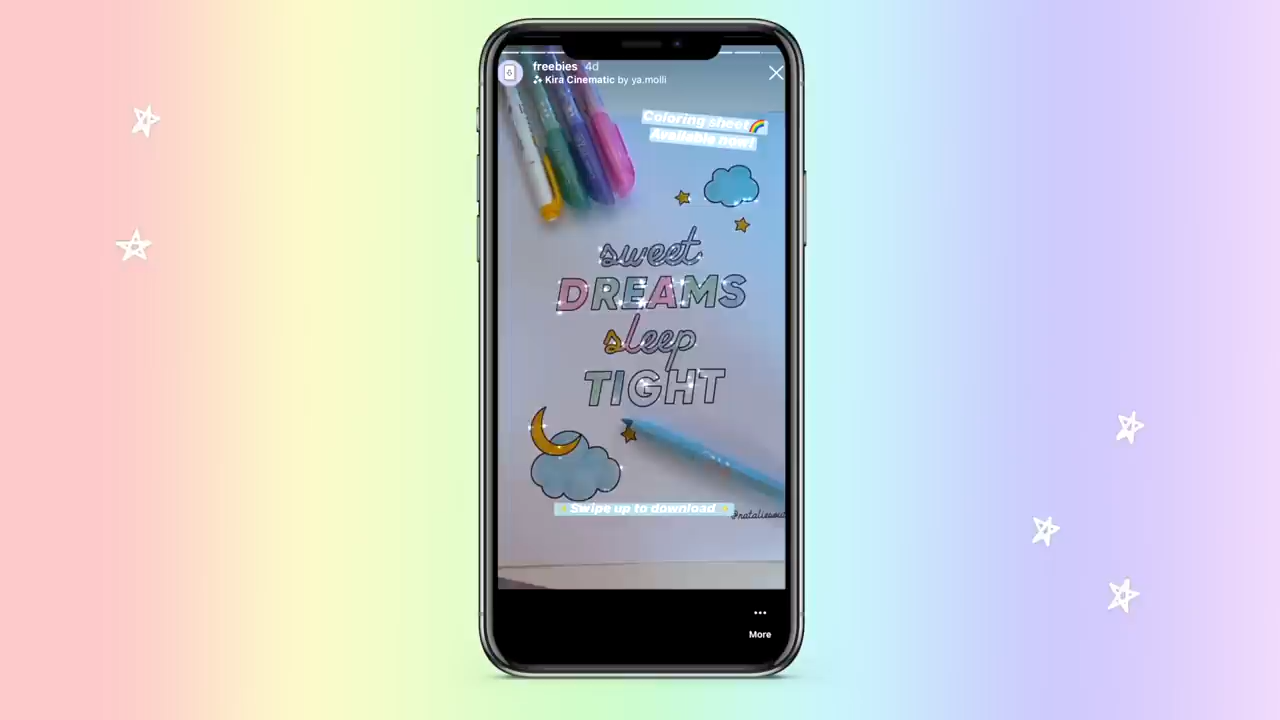 freebies 4d
Kira Cinematic by ya.molli
Coloring sheet
Available now!
sweet
DREAMS
sleep
TIGHT
Swipe up to download
More